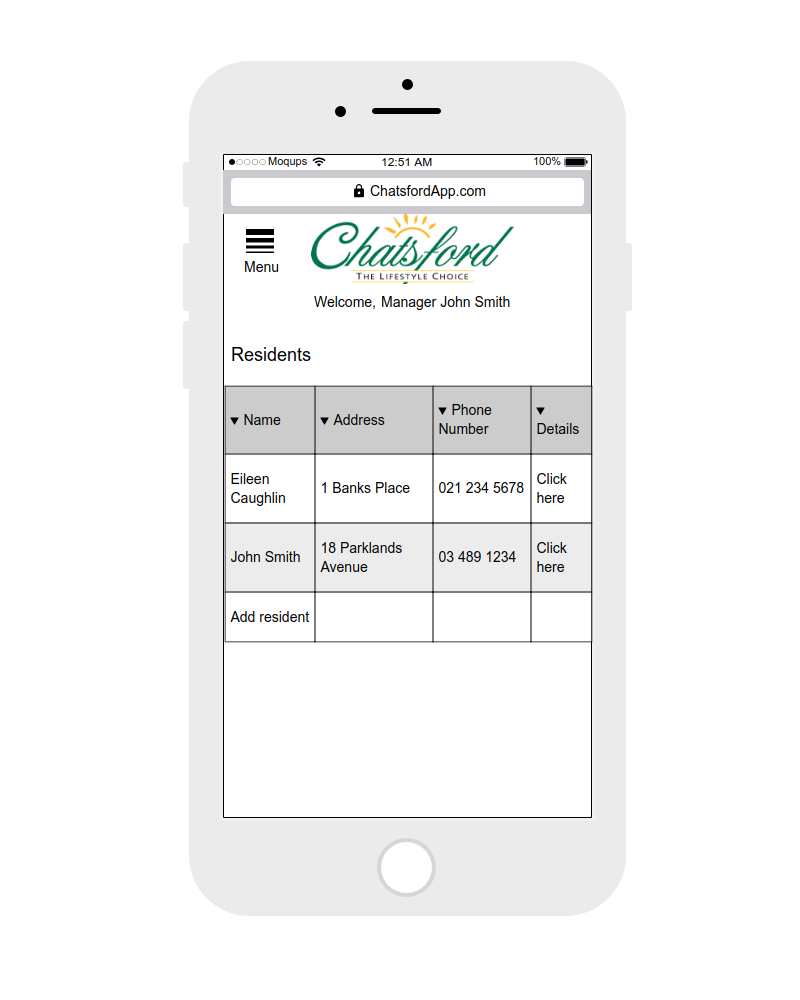 Moqups 12:51 AM 100%
ChatsfordApp.com
Menu
Chatsford
THE LIFESTYLE CHOICE
Welcome, Manager John Smith
Residents
▼ Name ▼ Address ▼ Phone Number ▼ Details
Eileen Caughlin 1 Banks Place 021 234 5678 Click here
John Smith 18 Parklands Avenue 03 489 1234 Click here
Add resident